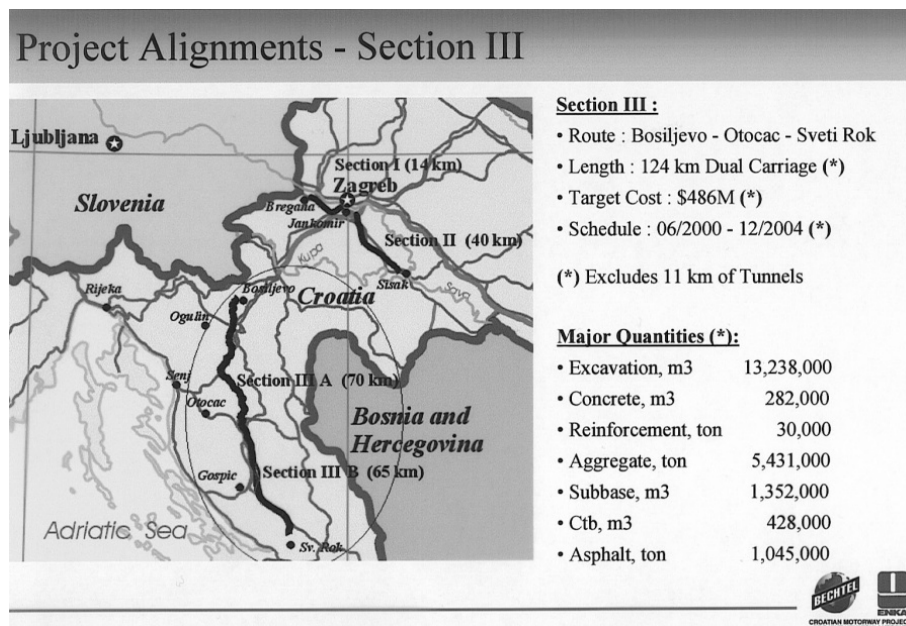 Project Alignments - Section III
Ljubljana
Slovenia
Section I (14 km)
Zagreb
Bregana
Jankomir
Section II (40 km)
Kupa
Sisak
Sava
Rijeka
Bosiljevo
Croatia
Ogulin
Senj
Section III A (70 km)
Otocac
Bosnia and
Hercegovina
Gospic
Section III B (65 km)
Adriatic Sea
Sv. Rok
Section III :
• Route : Bosiljevo - Otocac - Sveti Rok
• Length : 124 km Dual Carriage (*)
• Target Cost : $486M (*)
• Schedule : 06/2000 - 12/2004 (*)
(*) Excludes 11 km of Tunnels
Major Quantities (*):
• Excavation, m3 13,238,000
• Concrete, m3 282,000
• Reinforcement, ton 30,000
• Aggregate, ton 5,431,000
• Subbase, m3 1,352,000
• Ctb, m3 428,000
• Asphalt, ton 1,045,000
BECHTEL
ENKA
CROATIAN MOTORWAY PROJEC